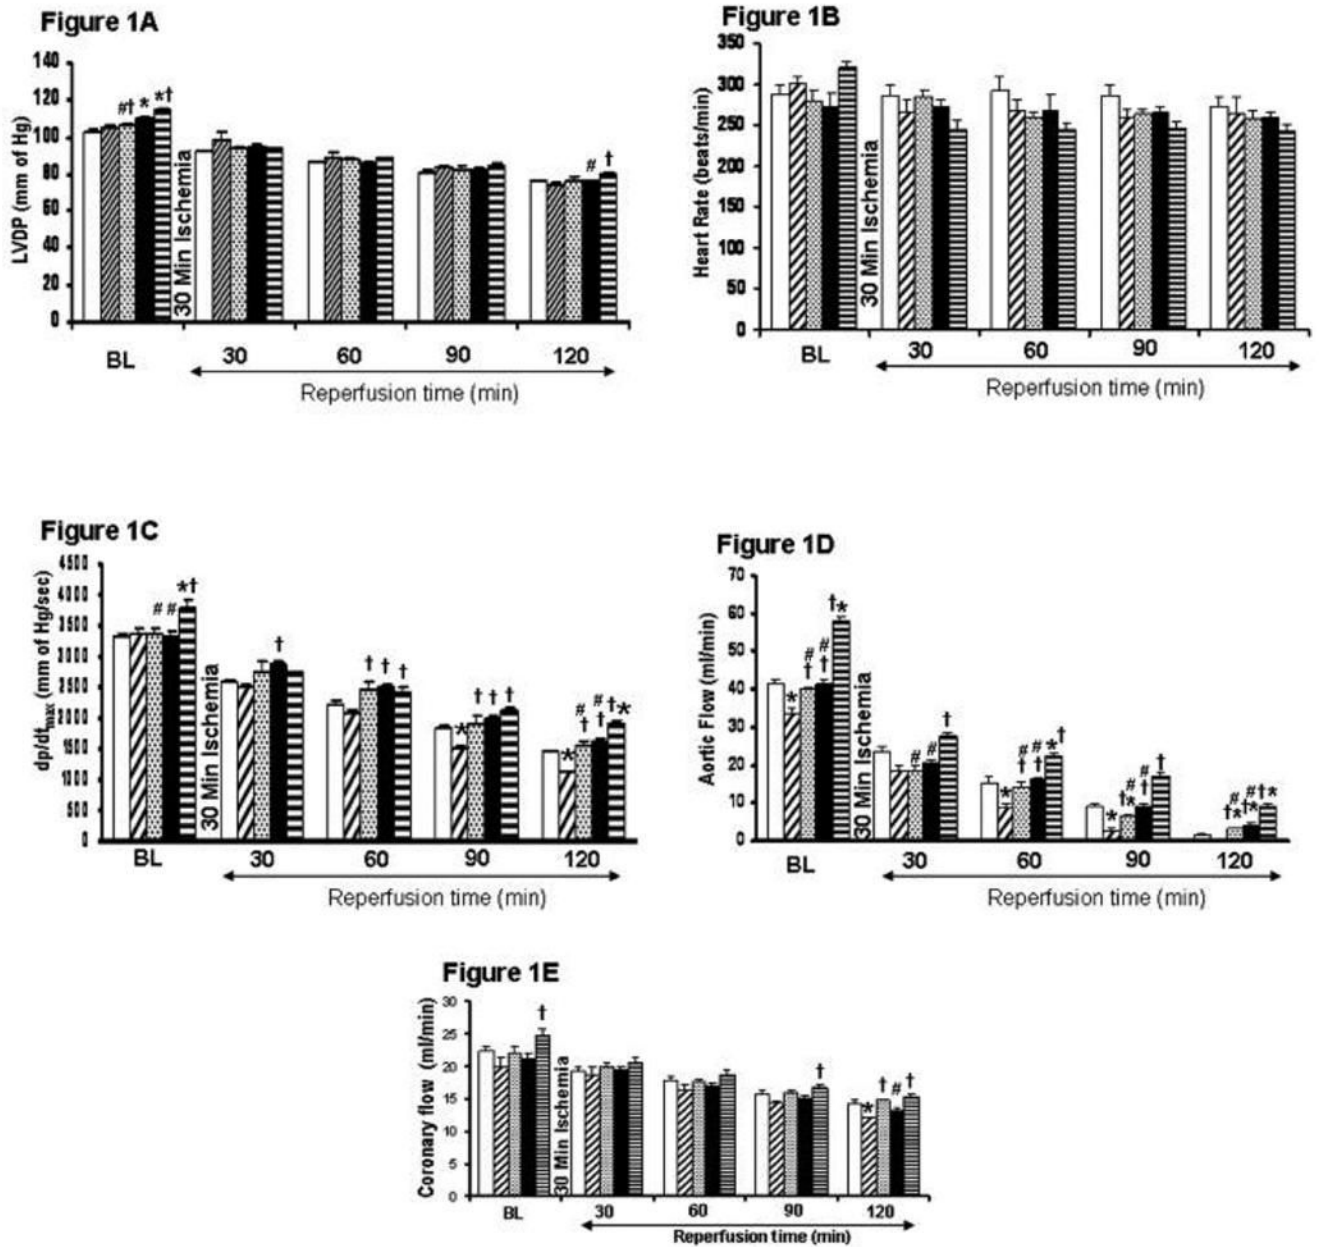 Figure 1A
LVDP (mm of Hg)
140
120
100
80
60
40
20
0
#† * *†
# †
30 Min Ischemia
BL 30 60 90 120
Reperfusion time (min)
Figure 1B
Heart Rate (beats/min)
350
300
250
200
150
100
50
0
30 Min Ischemia
BL 30 60 90 120
Reperfusion time (min)
Figure 1C
dp/dtmax (mm of Hg/sec)
4500
4000
3500
3000
2500
2000
1500
1000
500
0
# # *†
†
† † †
* † † †
* #† #† †*
30 Min Ischemia
BL 30 60 90 120
Reperfusion time (min)
Figure 1D
Aortic Flow (ml/min)
70
60
50
40
30
20
10
0
* #† #† †*
# # †
* #† #† *†
* #†* #† †
#†* #†* †*
30 Min Ischemia
BL 30 60 90 120
Reperfusion time (min)
Figure 1E
Coronary flow (ml/min)
30
25
20
15
10
5
0
†
†
* † # †
30 Min Ischemia
BL 30 60 90 120
Reperfusion time (min)